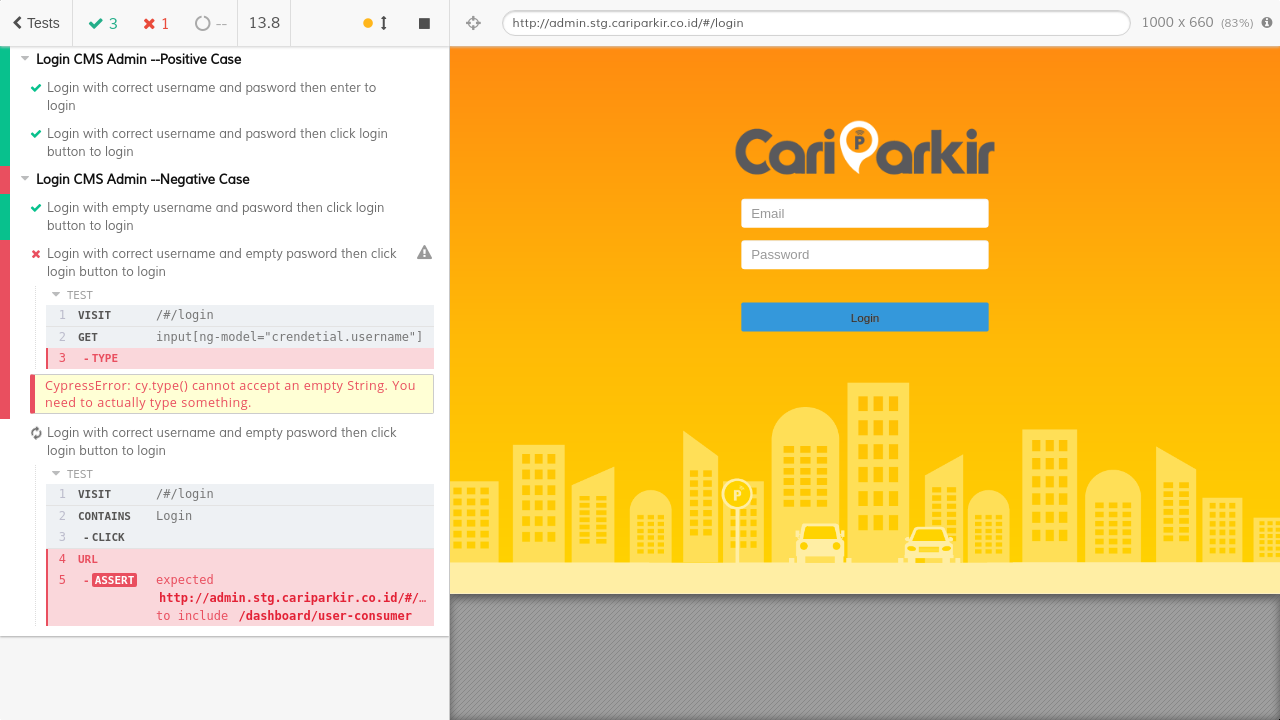 Tests 3 1 -- 13.8
http://admin.stg.cariparkir.co.id/#/login 1000 x 660 (83%)
Login CMS Admin --Positive Case
Login with correct username and pasword then enter to
login
Login with correct username and pasword then click login
button to login
Login CMS Admin --Negative Case
Login with empty username and pasword then click login
button to login
Login with correct username and empty pasword then click
login button to login
TEST
1 VISIT /#/login
2 GET input[ng-model="crendetial.username"]
3 -TYPE
CypressError: cy.type() cannot accept an empty String. You
need to actually type something.
Login with correct username and empty pasword then click
login button to login
TEST
1 VISIT /#/login
2 CONTAINS Login
3 -CLICK
4 URL
5 -ASSERT expected
http://admin.stg.cariparkir.co.id/#/…
to include /dashboard/user-consumer
CariParkir
Email
Password
Login
P